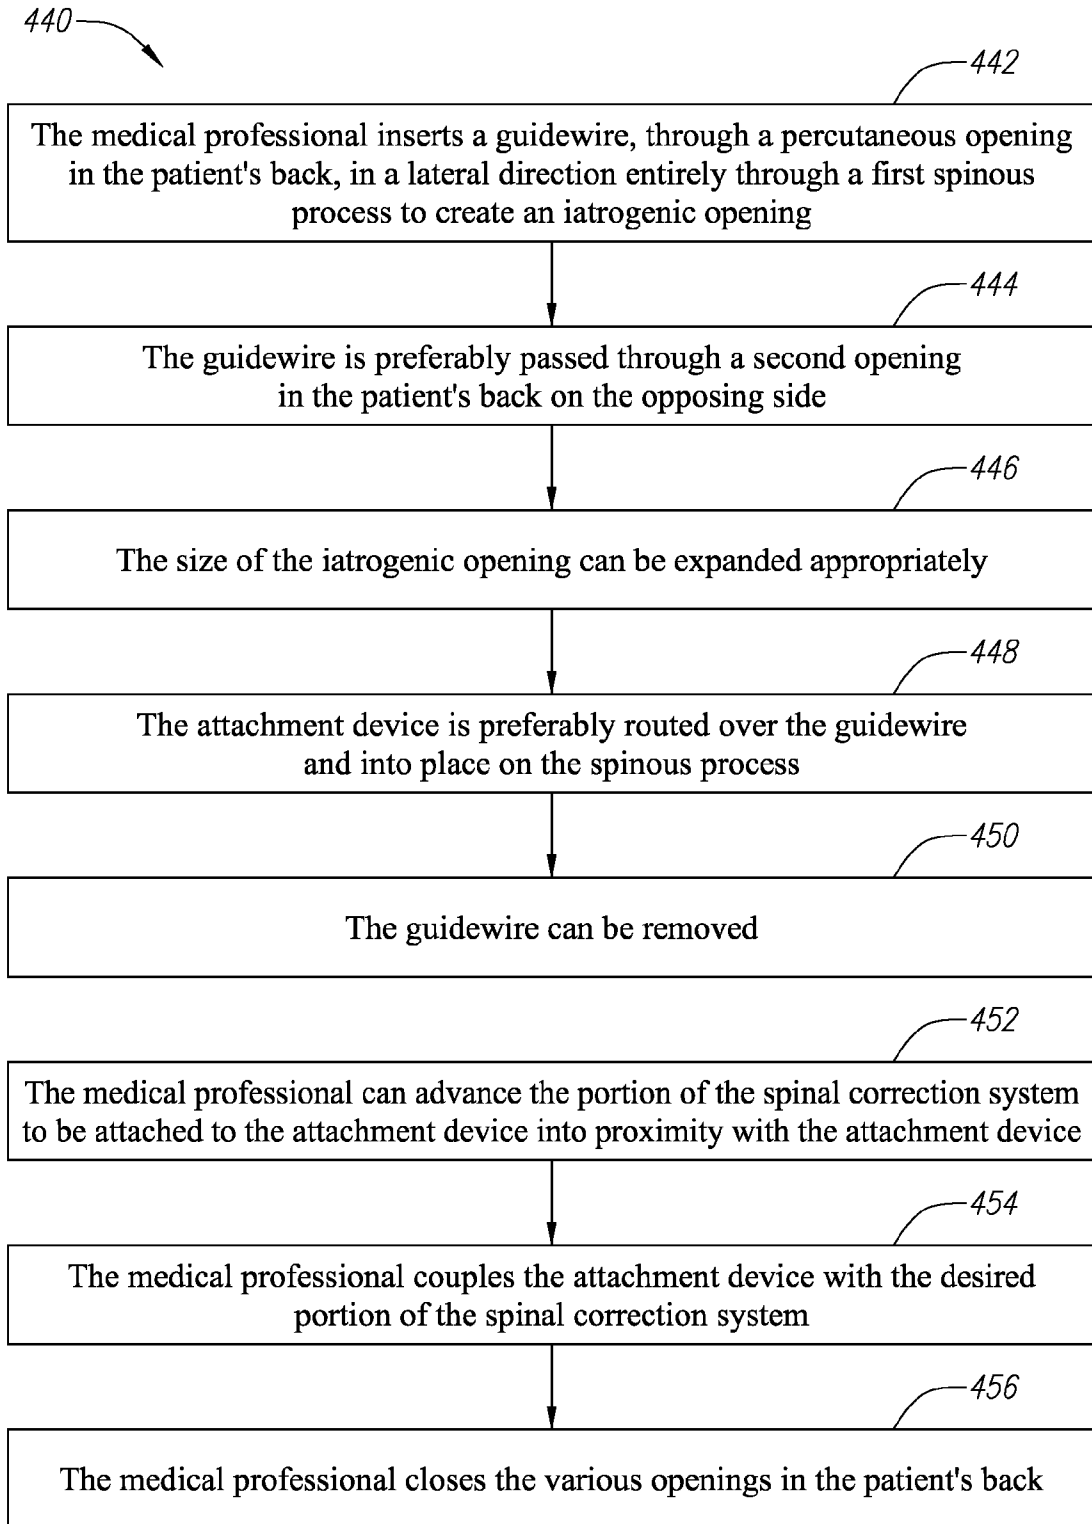 440
442
The medical professional inserts a guidewire, through a percutaneous opening
in the patient's back, in a lateral direction entirely through a first spinous
process to create an iatrogenic opening
444
The guidewire is preferably passed through a second opening
in the patient's back on the opposing side
446
The size of the iatrogenic opening can be expanded appropriately
448
The attachment device is preferably routed over the guidewire
and into place on the spinous process
450
The guidewire can be removed
452
The medical professional can advance the portion of the spinal correction system
to be attached to the attachment device into proximity with the attachment device
454
The medical professional couples the attachment device with the desired
portion of the spinal correction system
456
The medical professional closes the various openings in the patient's back